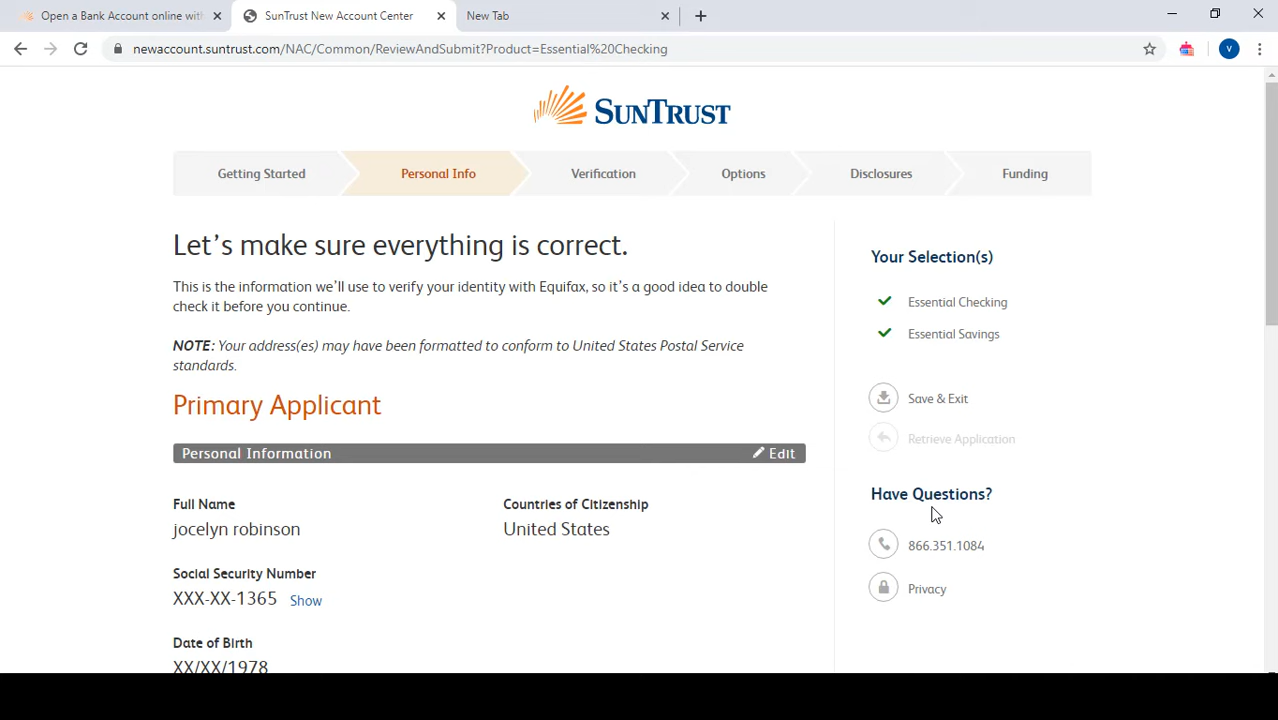 Open a Bank Account online with
SunTrust New Account Center
New Tab
newaccount.suntrust.com/NAC/Common/ReviewAndSubmit?Product=Essential%20Checking
V
SUNTRUST
Getting Started
Personal Info
Verification
Options
Disclosures
Funding
Let's make sure everything is correct.
This is the information we'll use to verify your identity with Equifax, so it's a good idea to double
check it before you continue.
NOTE: Your address(es) may have been formatted to conform to United States Postal Service
standards.
Primary Applicant
Personal Information
Edit
Full Name
jocelyn robinson
Countries of Citizenship
United States
Social Security Number
XXX-XX-1365 Show
Date of Birth
XX/XX/1978
Your Selection(s)
Essential Checking
Essential Savings
Save & Exit
Retrieve Application
Have Questions?
866.351.1084
Privacy